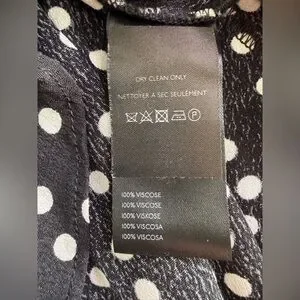 DRY CLEAN ONLY
NETTOYER A SEC SEULEMENT
P
100% VISCOSE
100% VISCOSE
100% VISKOSE
100% VISCOSA
100% VISCOSA